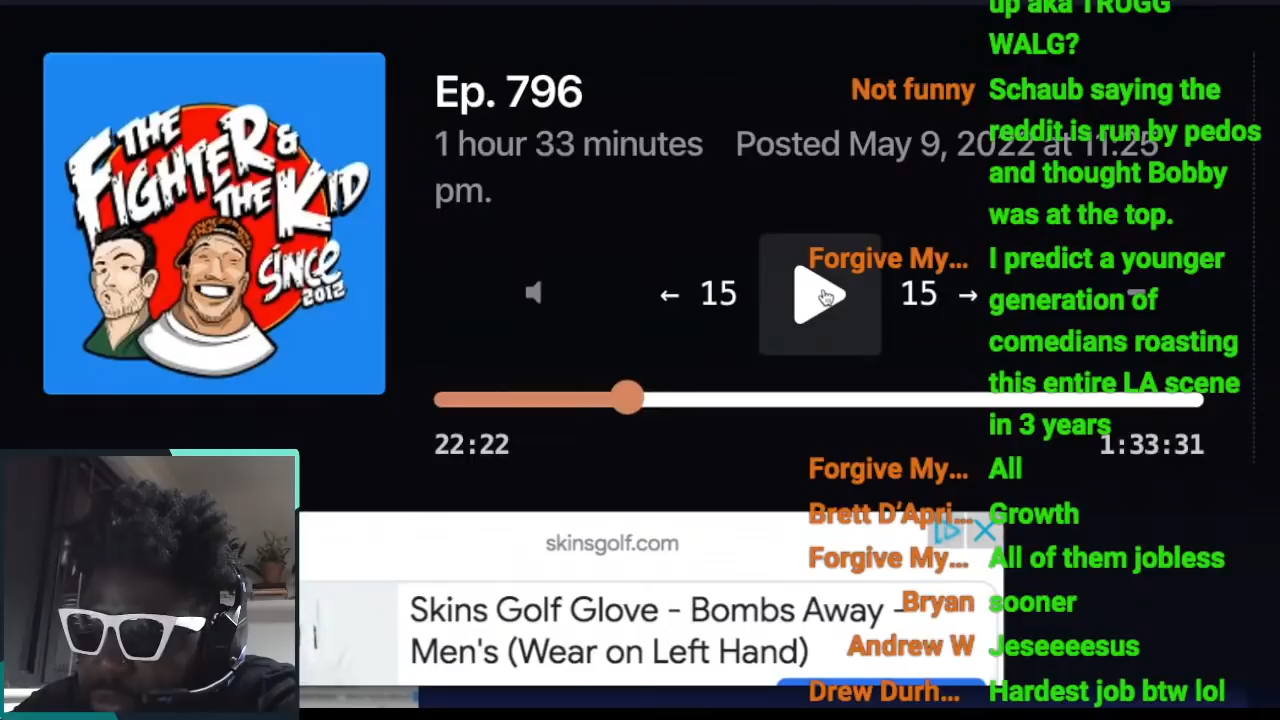 up aka TRUGG
WALG?
THE
FIGHTER &
THE KID
SINCE
2012
Ep. 796
1 hour 33 minutes Posted May 9, 2022 at 11:25
pm.
← 15 15 →
22:22 1:33:31
Not funny Schaub saying the
reddit is run by pedos
and thought Bobby
was at the top.
Forgive My… I predict a younger
generation of
comedians roasting
this entire LA scene
in 3 years
Forgive My… All
Brett D’Apri… Growth
Forgive My… All of them jobless
Bryan sooner
Andrew W Jeseeeesus
Drew Durh… Hardest job btw lol
skinsgolf.com
Skins Golf Glove - Bombs Away -
Men's (Wear on Left Hand)